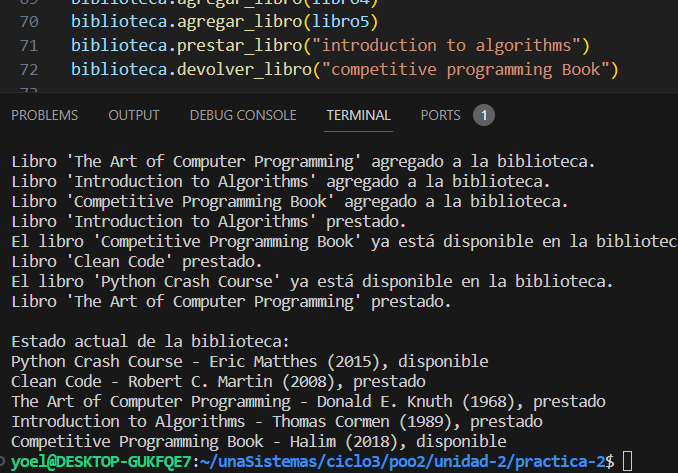 biblioteca.agregar_libro(libro4)
70 biblioteca.agregar_libro(libro5)
71 biblioteca.prestar_libro("introduction to algorithms")
72 biblioteca.devolver_libro("competitive programming Book")
PROBLEMS OUTPUT DEBUG CONSOLE TERMINAL PORTS 1
Libro 'The Art of Computer Programming' agregado a la biblioteca.
Libro 'Introduction to Algorithms' agregado a la biblioteca.
Libro 'Competitive Programming Book' agregado a la biblioteca.
Libro 'Introduction to Algorithms' prestado.
El libro 'Competitive Programming Book' ya está disponible en la bibliotec
Libro 'Clean Code' prestado.
El libro 'Python Crash Course' ya está disponible en la biblioteca.
Libro 'The Art of Computer Programming' prestado.
Estado actual de la biblioteca:
Python Crash Course - Eric Matthes (2015), disponible
Clean Code - Robert C. Martin (2008), prestado
The Art of Computer Programming - Donald E. Knuth (1968), prestado
Introduction to Algorithms - Thomas Cormen (1989), prestado
Competitive Programming Book - Halim (2018), disponible
yoel@DESKTOP-GUKFQE7:~/unaSistemas/ciclo3/poo2/unidad-2/practica-2$